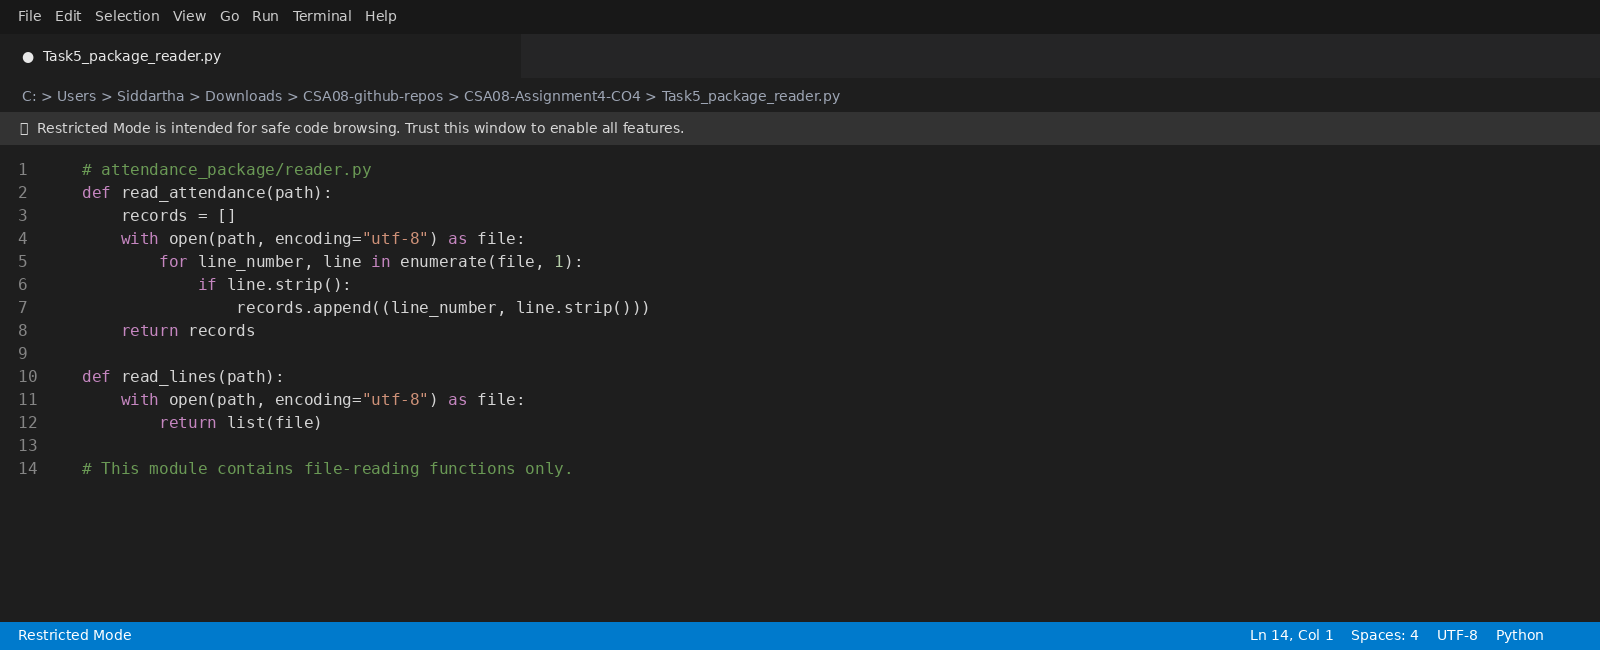 File Edit Selection View Go Run Terminal Help
● Task5_package_reader.py
C: > Users > Siddartha > Downloads > CSA08-github-repos > CSA08-Assignment4-CO4 > Task5_package_reader.py
Restricted Mode is intended for safe code browsing. Trust this window to enable all features.
1 # attendance_package/reader.py
2 def read_attendance(path):
3     records = []
4     with open(path, encoding="utf-8") as file:
5         for line_number, line in enumerate(file, 1):
6             if line.strip():
7                 records.append((line_number, line.strip()))
8     return records
9
10 def read_lines(path):
11     with open(path, encoding="utf-8") as file:
12         return list(file)
13
14 # This module contains file-reading functions only.
Restricted Mode Ln 14, Col 1 Spaces: 4 UTF-8 Python